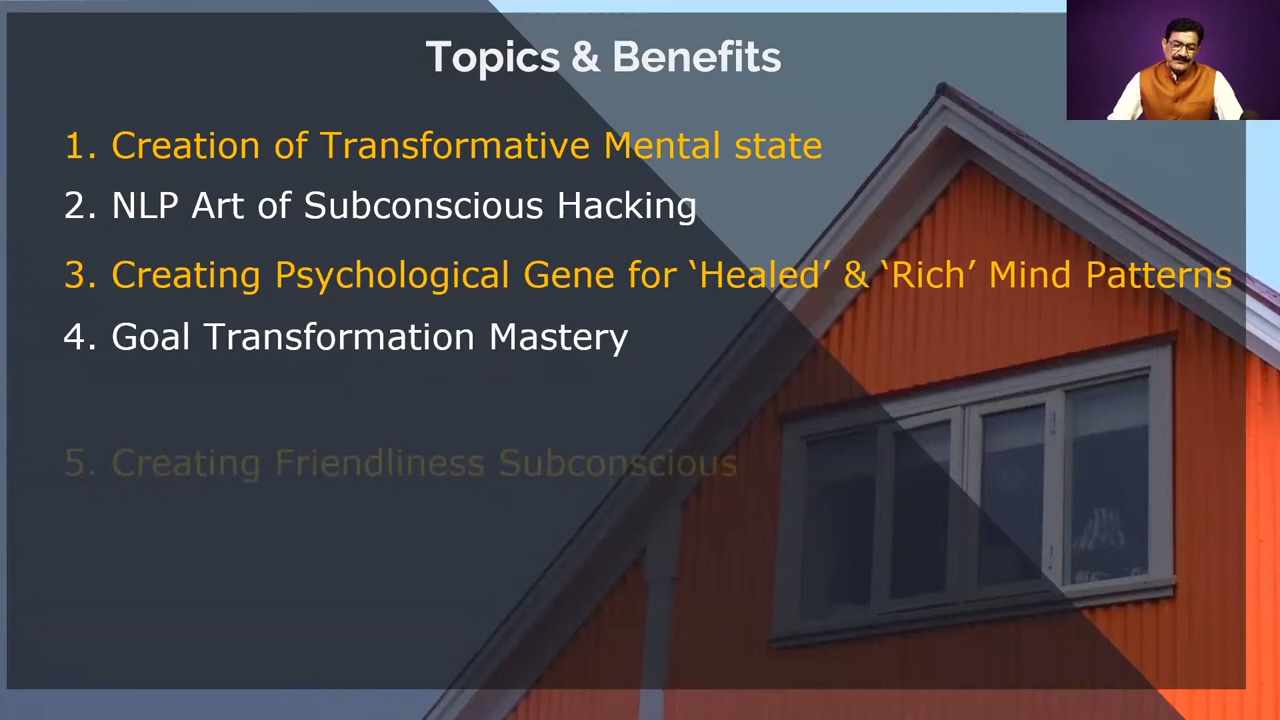 Topics & Benefits
1. Creation of Transformative Mental state
2. NLP Art of Subconscious Hacking
3. Creating Psychological Gene for ‘Healed’ & ‘Rich’ Mind Patterns
4. Goal Transformation Mastery
5. Creating Friendliness Subconscious